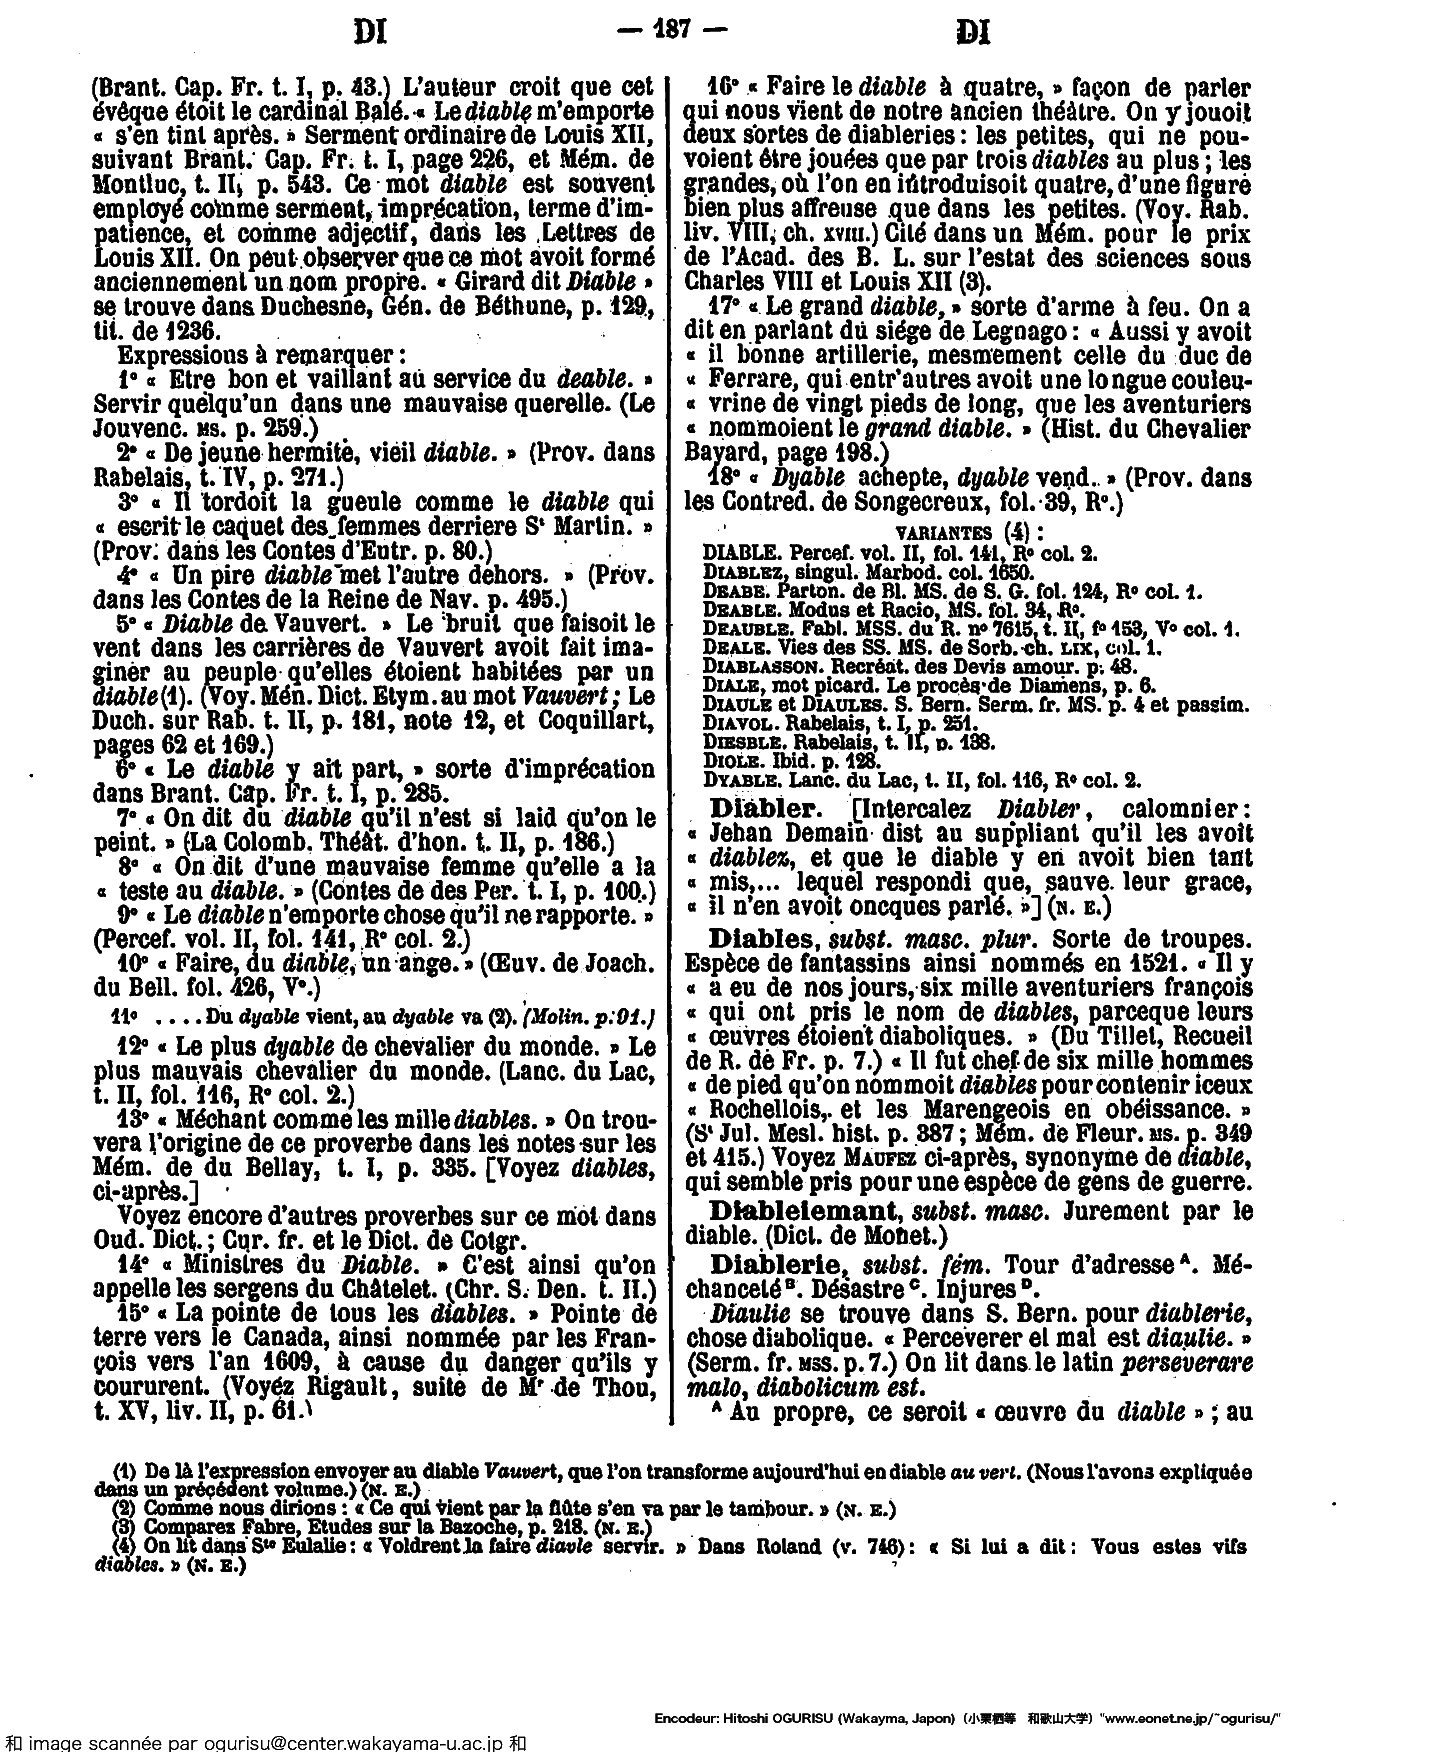 DI — 187 — DI
(Brant. Cap. Fr. t. I, p. 43.) L'auteur croit que cet
évêque étoit le cardinal Balé. « Le diable m'emporte
« s'en tint après. » Serment ordinaire de Louis XII,
suivant Brant. Cap. Fr. t. I, page 226, et Mém. de
Montluc, t. II, p. 543. Ce mot diable est souvent
employé comme serment, imprécation, terme d'im-
patience, et comme adjectif, dans les Lettres de
Louis XII. On peut observer que ce mot avoit formé
anciennement un nom propre. « Girard dit Diable »
se trouve dans Duchesne, Gén. de Béthune, p. 129,
tit. de 1236.
Expressions à remarquer :
1° « Etre bon et vaillant au service du deable. »
Servir quelqu'un dans une mauvaise querelle. (Le
Jouvenc. MS. p. 259.)
2° « De jeune hermite, vieil diable. » (Prov. dans
Rabelais, t. IV, p. 271.)
3° « Il tordoit la gueule comme le diable qui
« escrit le caquet des femmes derriere St Martin. »
(Prov. dans les Contes d'Eutr. p. 80.)
4° « Un pire diable met l'autre dehors. » (Prov.
dans les Contes de la Reine de Nav. p. 495.)
5° « Diable de Vauvert. » Le bruit que faisoit le
vent dans les carrières de Vauvert avoit fait ima-
giner au peuple qu'elles étoient habitées par un
diable (1). (Voy. Mén. Dict. Etym. au mot Vauvert ; Le
Duch. sur Rab. t. II, p. 181, note 12, et Coquillart,
pages 62 et 169.)
6° « Le diable y ait part, » sorte d'imprécation
dans Brant. Cap. Fr. t. I, p. 285.
7° « On dit du diable qu'il n'est si laid qu'on le
peint. » (La Colomb. Théât. d'hon. t. II, p. 186.)
8° « On dit d'une mauvaise femme qu'elle a la
« teste au diable. » (Contes de des Per. t. I, p. 100.)
9° « Le diable n'emporte chose qu'il ne rapporte. »
(Percef. vol. II, fol. 141, R° col. 2.)
10° « Faire, du diable, un ange. » (Œuv. de Joach.
du Bell. fol. 426, V°.)
11° .... Du dyable vient, au dyable va (2). (Molin. p. 91.)
12° « Le plus dyable de chevalier du monde. » Le
plus mauvais chevalier du monde. (Lanc. du Lac,
t. II, fol. 116, R° col. 2.)
13° « Méchant comme les mille diables. » On trou-
vera l'origine de ce proverbe dans les notes sur les
Mém. de du Bellay, t. I, p. 335. [Voyez diables,
ci-après.]
Voyez encore d'autres proverbes sur ce mot dans
Oud. Dict. ; Cur. fr. et le Dict. de Cotgr.
14° « Ministres du Diable. » C'est ainsi qu'on
appelle les sergens du Châtelet. (Chr. S. Den. t. II.)
15° « La pointe de tous les diables. » Pointe de
terre vers le Canada, ainsi nommée par les Fran-
çois vers l'an 1609, à cause du danger qu'ils y
coururent. (Voyez Rigault, suite de Mr de Thou,
t. XV, liv. II, p. 61.)
16° « Faire le diable à quatre, » façon de parler
qui nous vient de notre ancien théâtre. On y jouoit
deux sortes de diableries : les petites, qui ne pou-
voient être jouées que par trois diables au plus ; les
grandes, où l'on en introduisoit quatre, d'une figure
bien plus affreuse que dans les petites. (Voy. Rab.
liv. VIII, ch. XVIII.) Cité dans un Mém. pour le prix
de l'Acad. des B. L. sur l'estat des sciences sous
Charles VIII et Louis XII (3).
17° « Le grand diable, » sorte d'arme à feu. On a
dit en parlant du siége de Legnago : « Aussi y avoit
« il bonne artillerie, mesmement celle du duc de
« Ferrare, qui entr'autres avoit une longue couleu-
« vrine de vingt pieds de long, que les aventuriers
« nommoient le grand diable. » (Hist. du Chevalier
Bayard, page 198.)
18° « Dyable achepte, dyable vend. » (Prov. dans
les Contred. de Songecreux, fol. 39, R°.)
VARIANTES (4) :
DIABLE. Percef. vol. II, fol. 141, R° col. 2.
DIABLEZ, singul. Marbod. col. 1650.
DEABE. Parton. de Bl. MS. de S. G. fol. 124, R° col. 1.
DEABLE. Modus et Racio, MS. fol. 34, R°.
DEAUBLE. Fabl. MSS. du R. n° 7615, t. II, f° 153, V° col. 1.
DEALE. Vies des SS. MS. de Sorb. ch. LIX, col. 1.
DIABLASSON. Recréat. des Devis amour. p. 48.
DIALE, mot picard. Le procès de Diamens, p. 6.
DIAULE et DIAULES. S. Bern. Serm. fr. MS. p. 4 et passim.
DIAVOL. Rabelais, t. I, p. 251.
DIESBLE. Rabelais, t. II, p. 138.
DIOLE. Ibid. p. 128.
DYABLE. Lanc. du Lac, t. II, fol. 116, R° col. 2.
Diabler. [Intercalez Diabler, calomnier :
« Jehan Demain dist au suppliant qu'il les avoit
« diablez, et que le diable y en avoit bien tant
« mis,... lequel respondi que, sauve leur grace,
« il n'en avoit oncques parlé. »] (N. E.)
Diables, subst. masc. plur. Sorte de troupes.
Espèce de fantassins ainsi nommés en 1521. « Il y
« a eu de nos jours, six mille aventuriers françois
« qui ont pris le nom de diables, parceque leurs
« œuvres étoient diaboliques. » (Du Tillet, Recueil
de R. de Fr. p. 7.) « Il fut chef de six mille hommes
« de pied qu'on nommoit diables pour contenir iceux
« Rochellois, et les Marengeois en obéissance. »
(St Jul. Mesl. hist. p. 387 ; Mém. de Fleur. MS. p. 349
et 415.) Voyez MAUFEZ ci-après, synonyme de diable,
qui semble pris pour une espèce de gens de guerre.
Diableiemant, subst. masc. Jurement par le
diable. (Dict. de Monet.)
Diablerie, subst. fém. Tour d'adresse A. Mé-
chanceté B. Désastre C. Injures D.
Diaulie se trouve dans S. Bern. pour diablerie,
chose diabolique. « Perceverer el mal est diaulie. »
(Serm. fr. MSS. p. 7.) On lit dans le latin perseverare
malo, diabolicum est.
A Au propre, ce seroit « œuvre du diable » ; au
(1) De là l'expression envoyer au diable Vauvert, que l'on transforme aujourd'hui en diable au vert. (Nous l'avons expliquée
dans un précédent volume.) (N. E.)
(2) Comme nous dirions : « Ce qui vient par la flûte s'en va par le tambour. » (N. E.)
(3) Comparez Fabre, Etudes sur la Bazoche, p. 218. (N. E.)
(4) On lit dans Ste Eulalie : « Voldrent la faire diavle servir. » Dans Roland (v. 746) : « Si lui a dit : Vous estes vifs
diables. » (N. E.)
Encodeur: Hitoshi OGURISU (Wakayma, Japon) (小栗栖等 和歌山大学) "www.eonet.ne.jp/~ogurisu/"
和 image scannée par ogurisu@center.wakayama-u.ac.jp 和